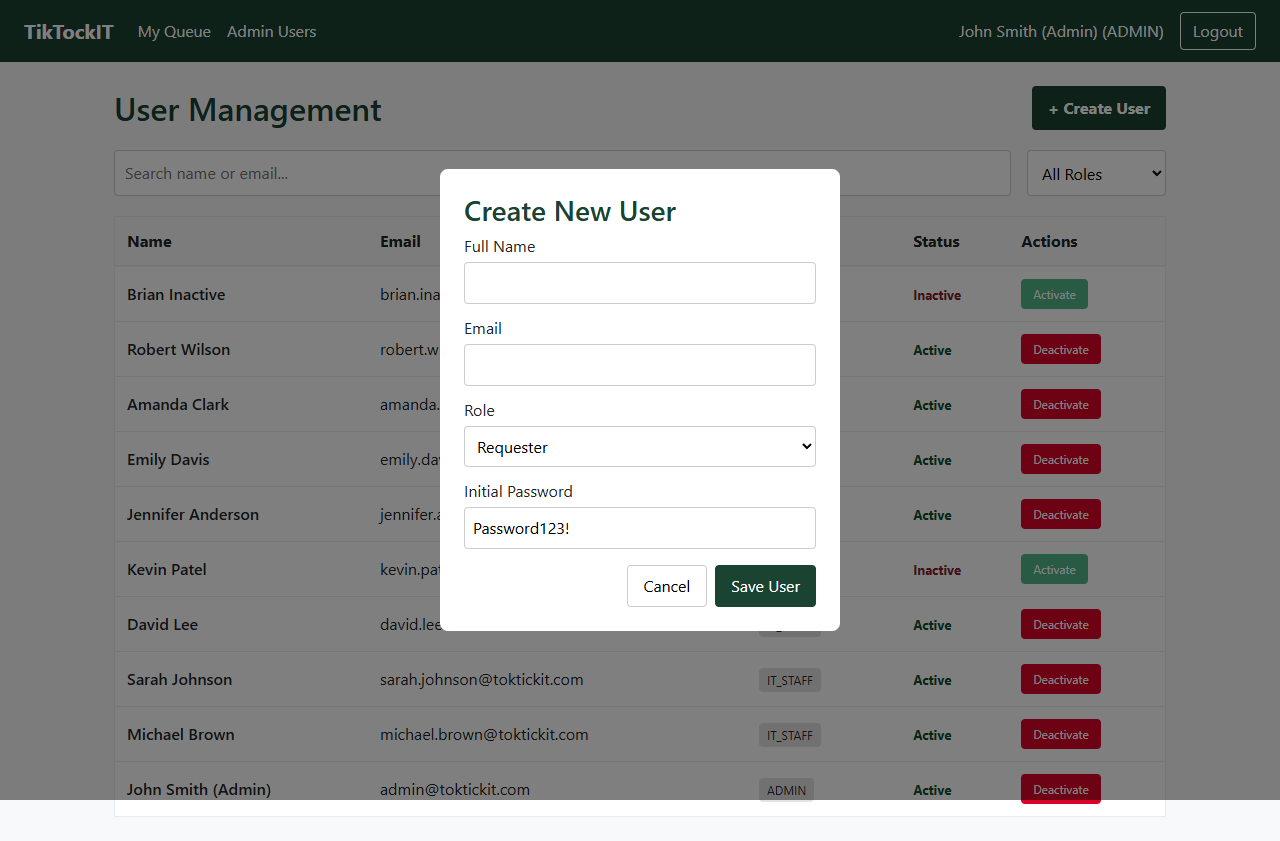 TikTockIT My Queue Admin Users John Smith (Admin) (ADMIN) Logout
User Management + Create User
Search name or email... All Roles
Create New User
Full Name
Email
Role
Requester
Initial Password
Password123!
Cancel Save User
Name Email Status Actions
Brian Inactive brian.ina Inactive Activate
Robert Wilson robert.w Active Deactivate
Amanda Clark amanda. Active Deactivate
Emily Davis emily.da Active Deactivate
Jennifer Anderson jennifer. Active Deactivate
Kevin Patel kevin.pa Inactive Activate
David Lee david.lee Active Deactivate
Sarah Johnson sarah.johnson@toktickit.com IT_STAFF Active Deactivate
Michael Brown michael.brown@toktickit.com IT_STAFF Active Deactivate
John Smith (Admin) admin@toktickit.com ADMIN Active Deactivate